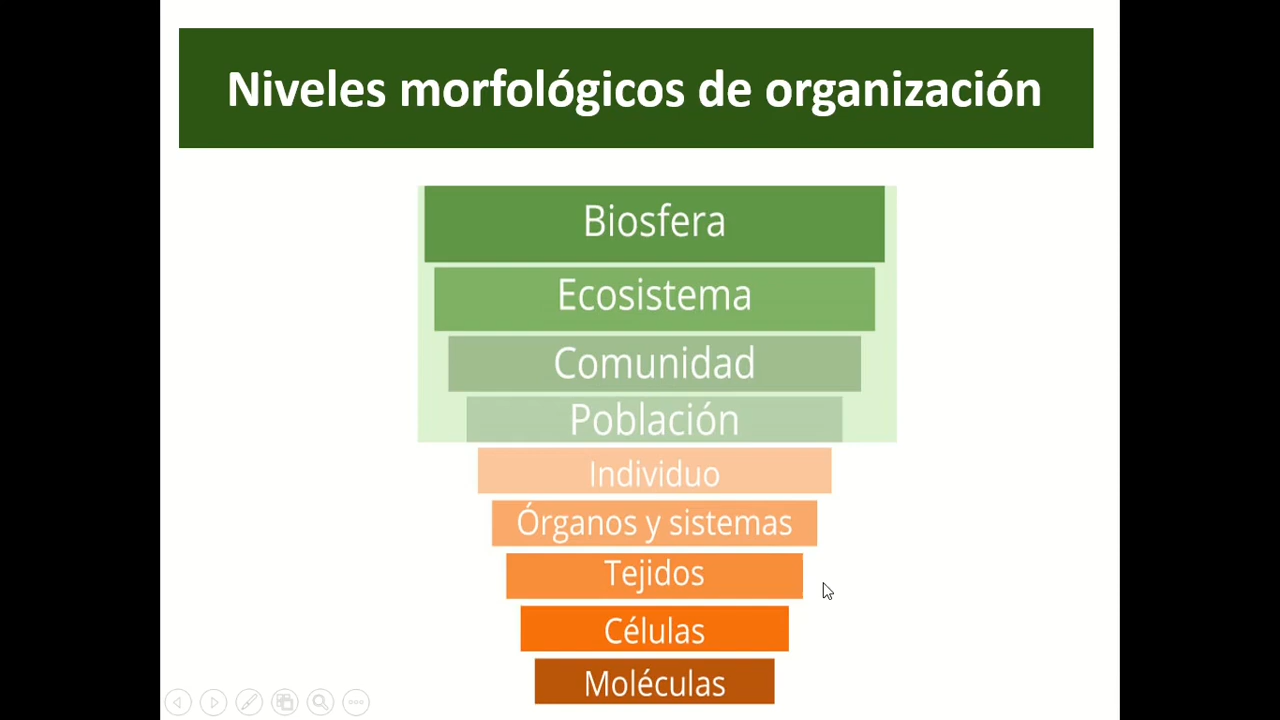 Niveles morfológicos de organización
Biosfera
Ecosistema
Comunidad
Población
Individuo
Órganos y sistemas
Tejidos
Células
Moléculas